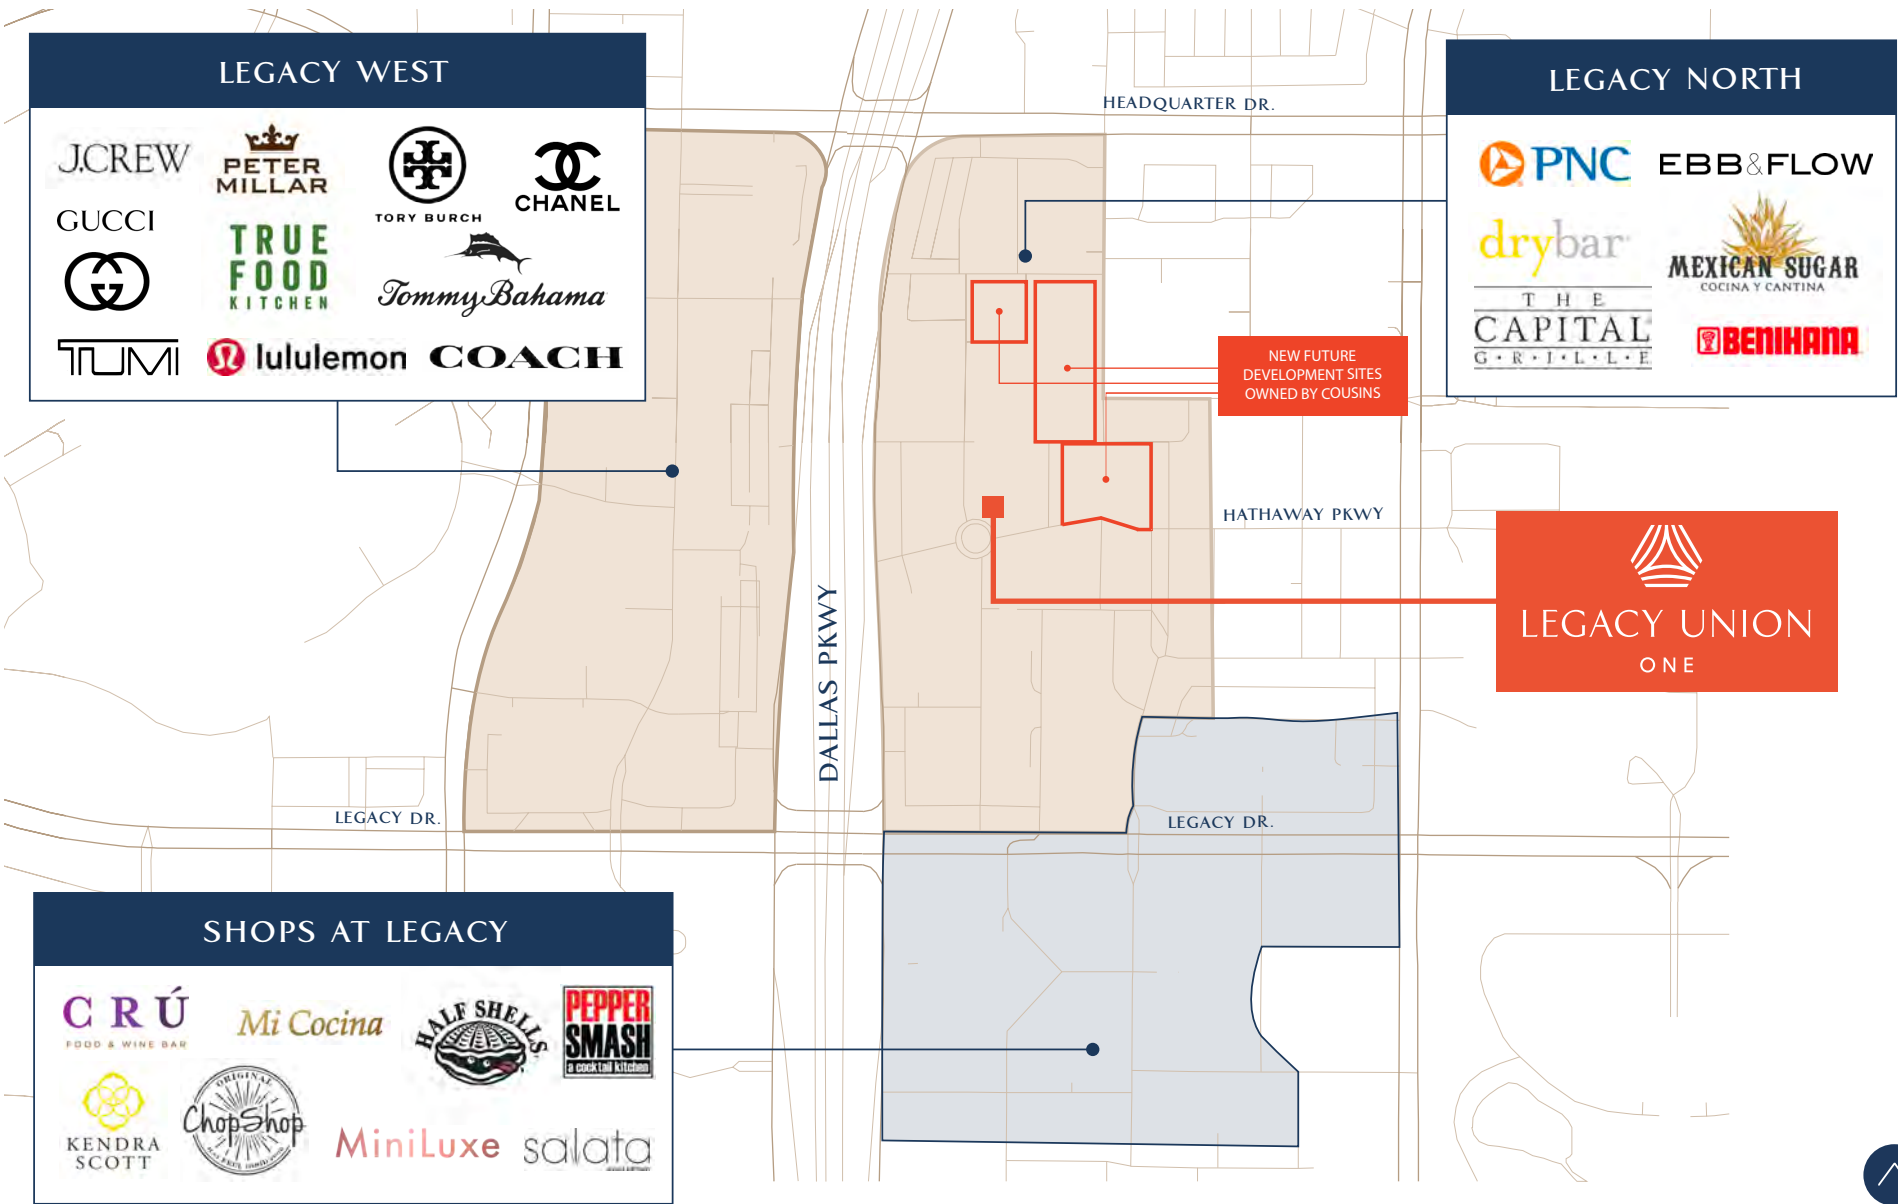 LEGACY WEST
J.CREW
PETER
MILLAR
TORY BURCH
CHANEL
GUCCI
TRUE
FOOD
KITCHEN
Tommy Bahama
TUMI
lululemon
COACH
HEADQUARTER DR.
LEGACY NORTH
PNC
EBB&FLOW
drybar
MEXICAN SUGAR
COCINA Y CANTINA
THE
CAPITAL
G·R·I·L·L·E
BENIHANA
NEW FUTURE
DEVELOPMENT SITES
OWNED BY COUSINS
HATHAWAY PKWY
LEGACY UNION
ONE
DALLAS PKWY
LEGACY DR.
LEGACY DR.
SHOPS AT LEGACY
CRÚ
FOOD & WINE BAR
Mi Cocina
HALF SHELLS
PEPPER
SMASH
a cocktail kitchen
KENDRA
SCOTT
ORIGINAL
ChopShop
MiniLuxe
salata